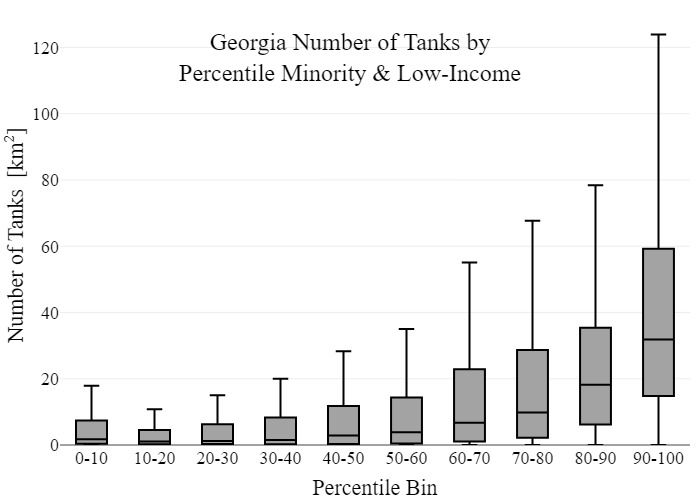 Georgia Number of Tanks by
Percentile Minority & Low-Income
Number of Tanks [km²]
120
100
80
60
40
20
0
0-10 10-20 20-30 30-40 40-50 50-60 60-70 70-80 80-90 90-100
Percentile Bin